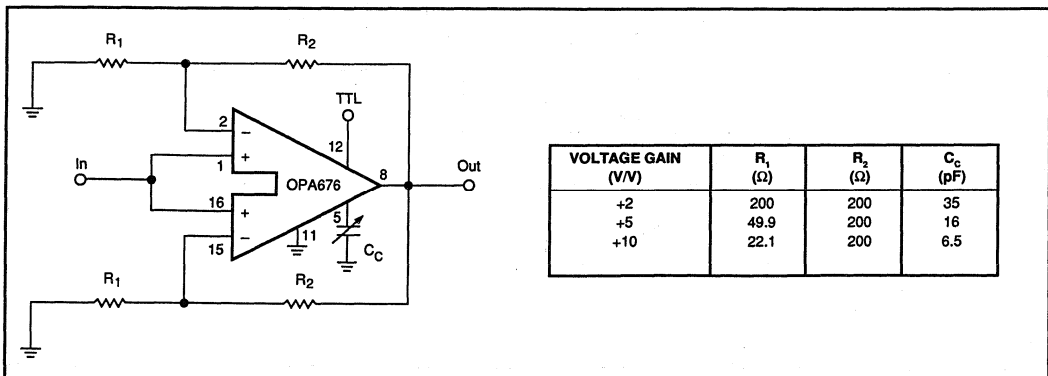 R1 R2
TTL
2 −
12
+
1
In
OPA676
8
Out
16
+
5
11
15 −
CC
R1 R2
VOLTAGE GAIN (V/V) R1 (Ω) R2 (Ω) CC (pF)
+2 200 200 35
+5 49.9 200 16
+10 22.1 200 6.5